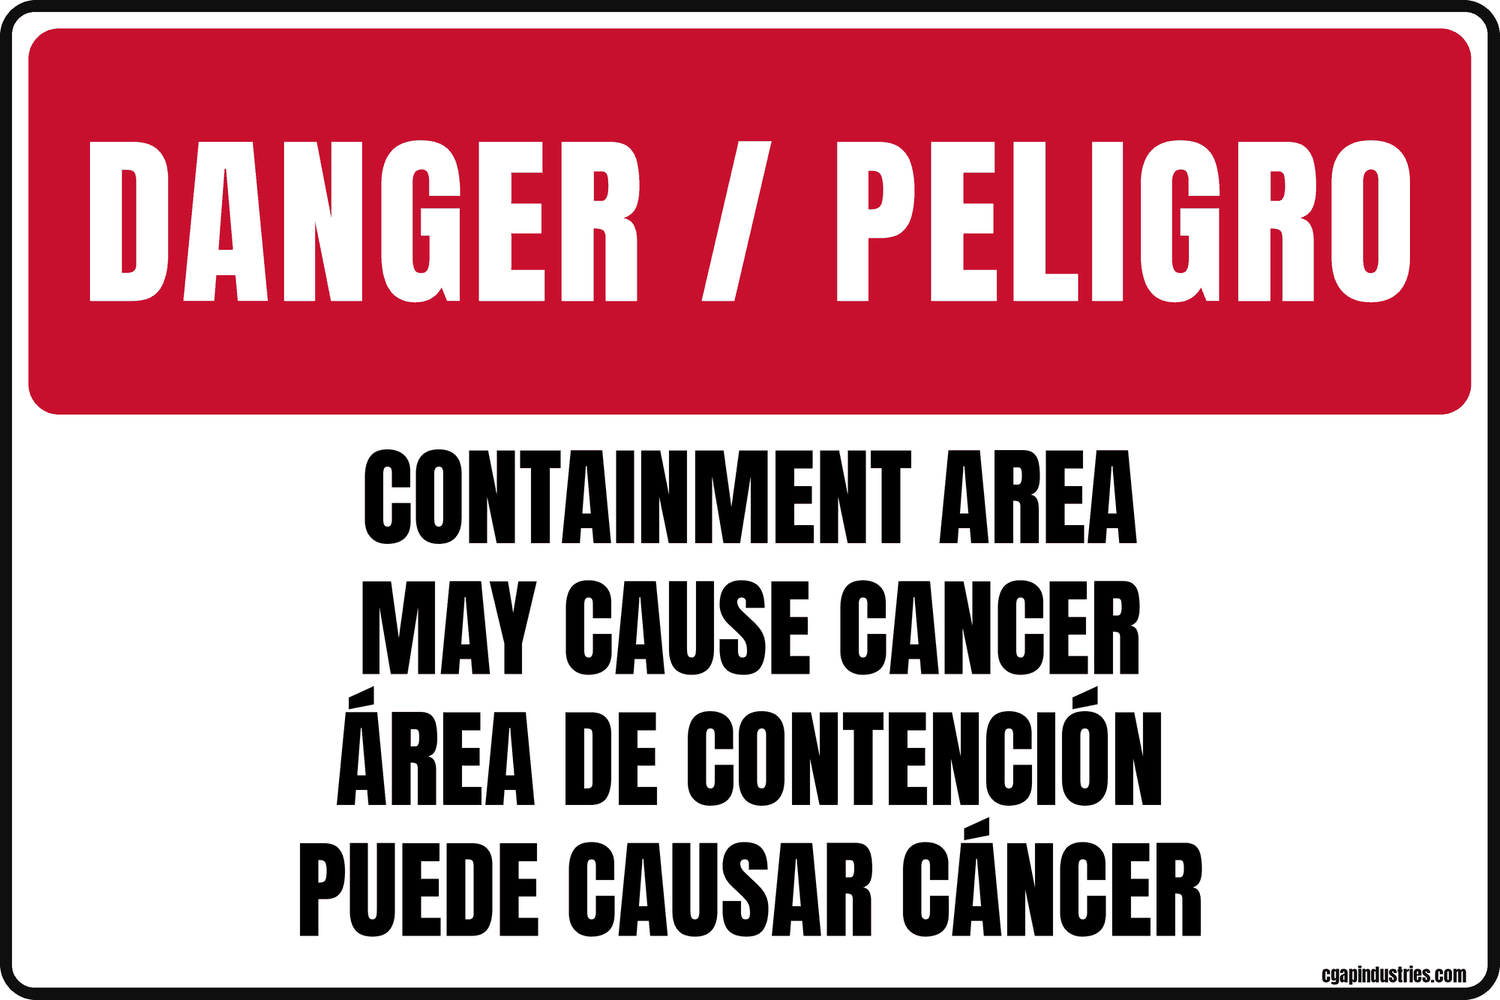 DANGER / PELIGRO
CONTAINMENT AREA
MAY CAUSE CANCER
ÁREA DE CONTENCIÓN
PUEDE CAUSAR CÁNCER
cgapindustries.com